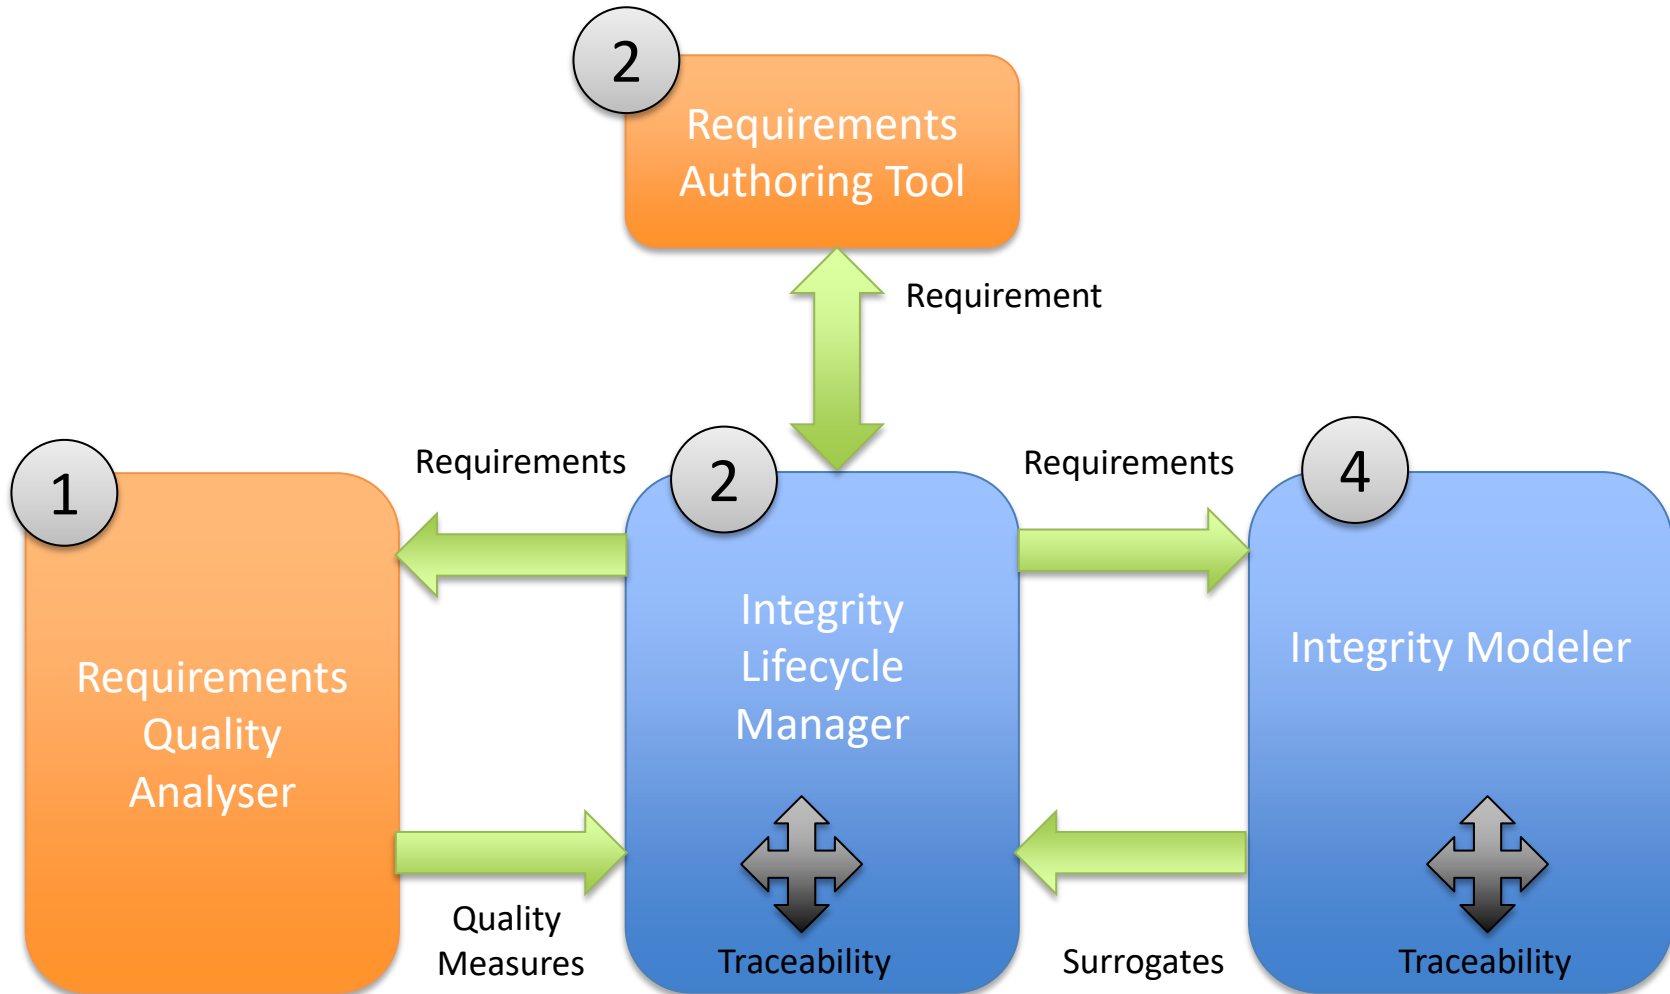 2
Requirements
Authoring Tool
Requirement
1
Requirements
2
Requirements
4
Requirements
Quality
Analyser
Integrity
Lifecycle
Manager
Integrity Modeler
Quality
Measures
Traceability
Surrogates
Traceability